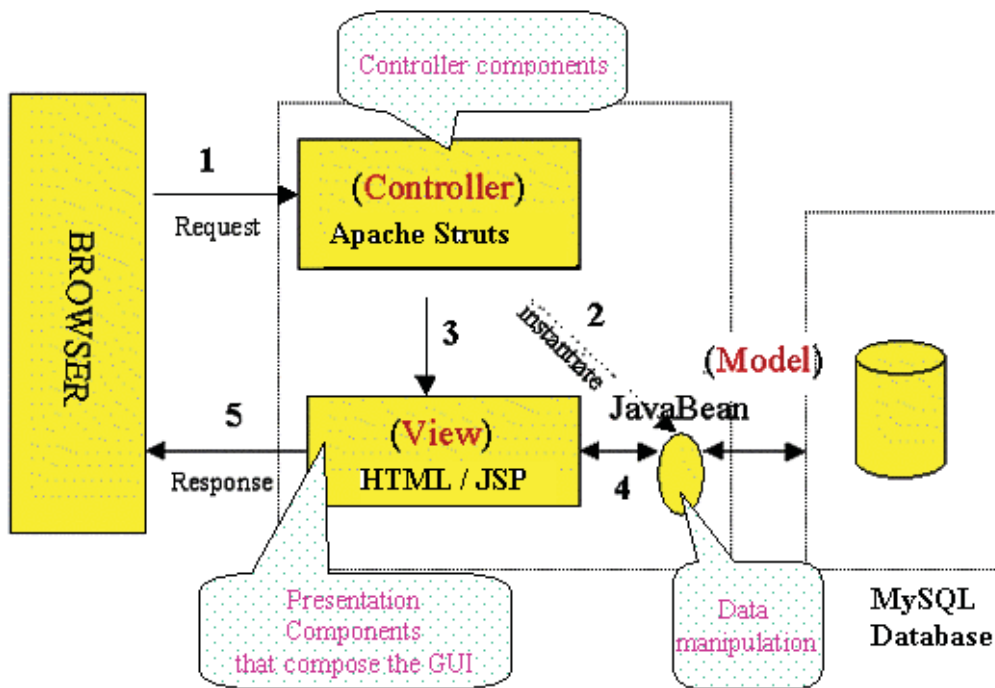 Controller components
BROWSER
1
Request
(Controller)
Apache Struts
3
2
instantiate
(Model)
JavaBean
5
Response
(View)
HTML / JSP
4
Presentation
Components
that compose the GUI
Data
manipulation
MySQL
Database